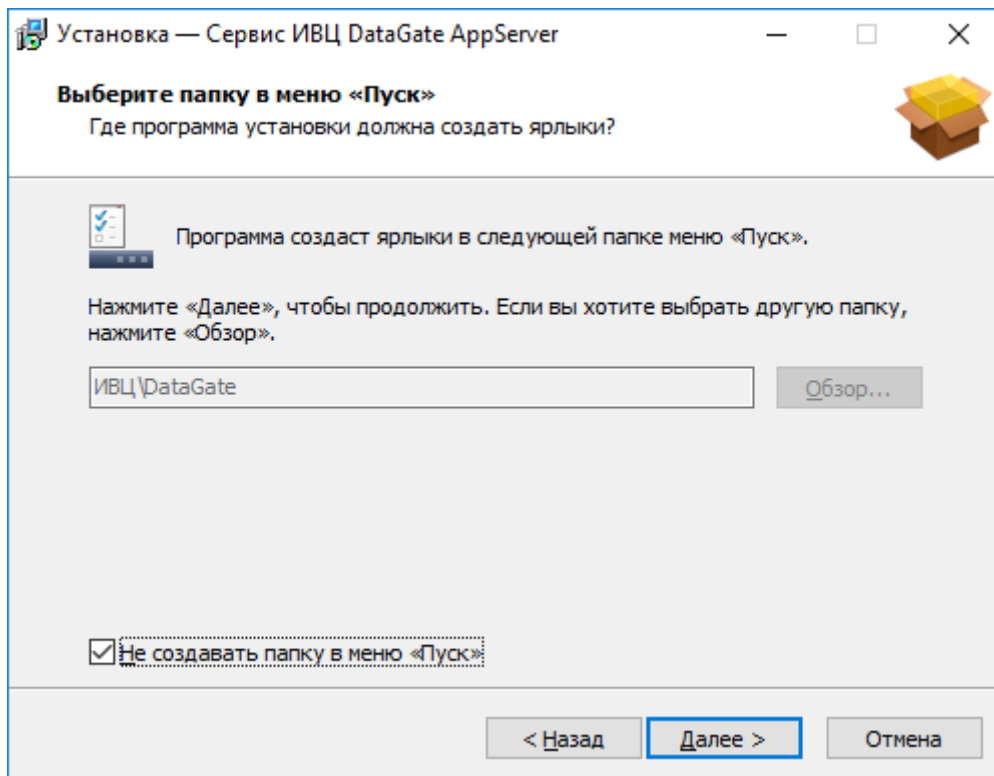 Установка — Сервис ИВЦ DataGate AppServer
Выберите папку в меню «Пуск»
Где программа установки должна создать ярлыки?
Программа создаст ярлыки в следующей папке меню «Пуск».
Нажмите «Далее», чтобы продолжить. Если вы хотите выбрать другую папку,
нажмите «Обзор».
ИВЦ\DataGate
Обзор...
Не создавать папку в меню «Пуск»
< Назад
Далее >
Отмена